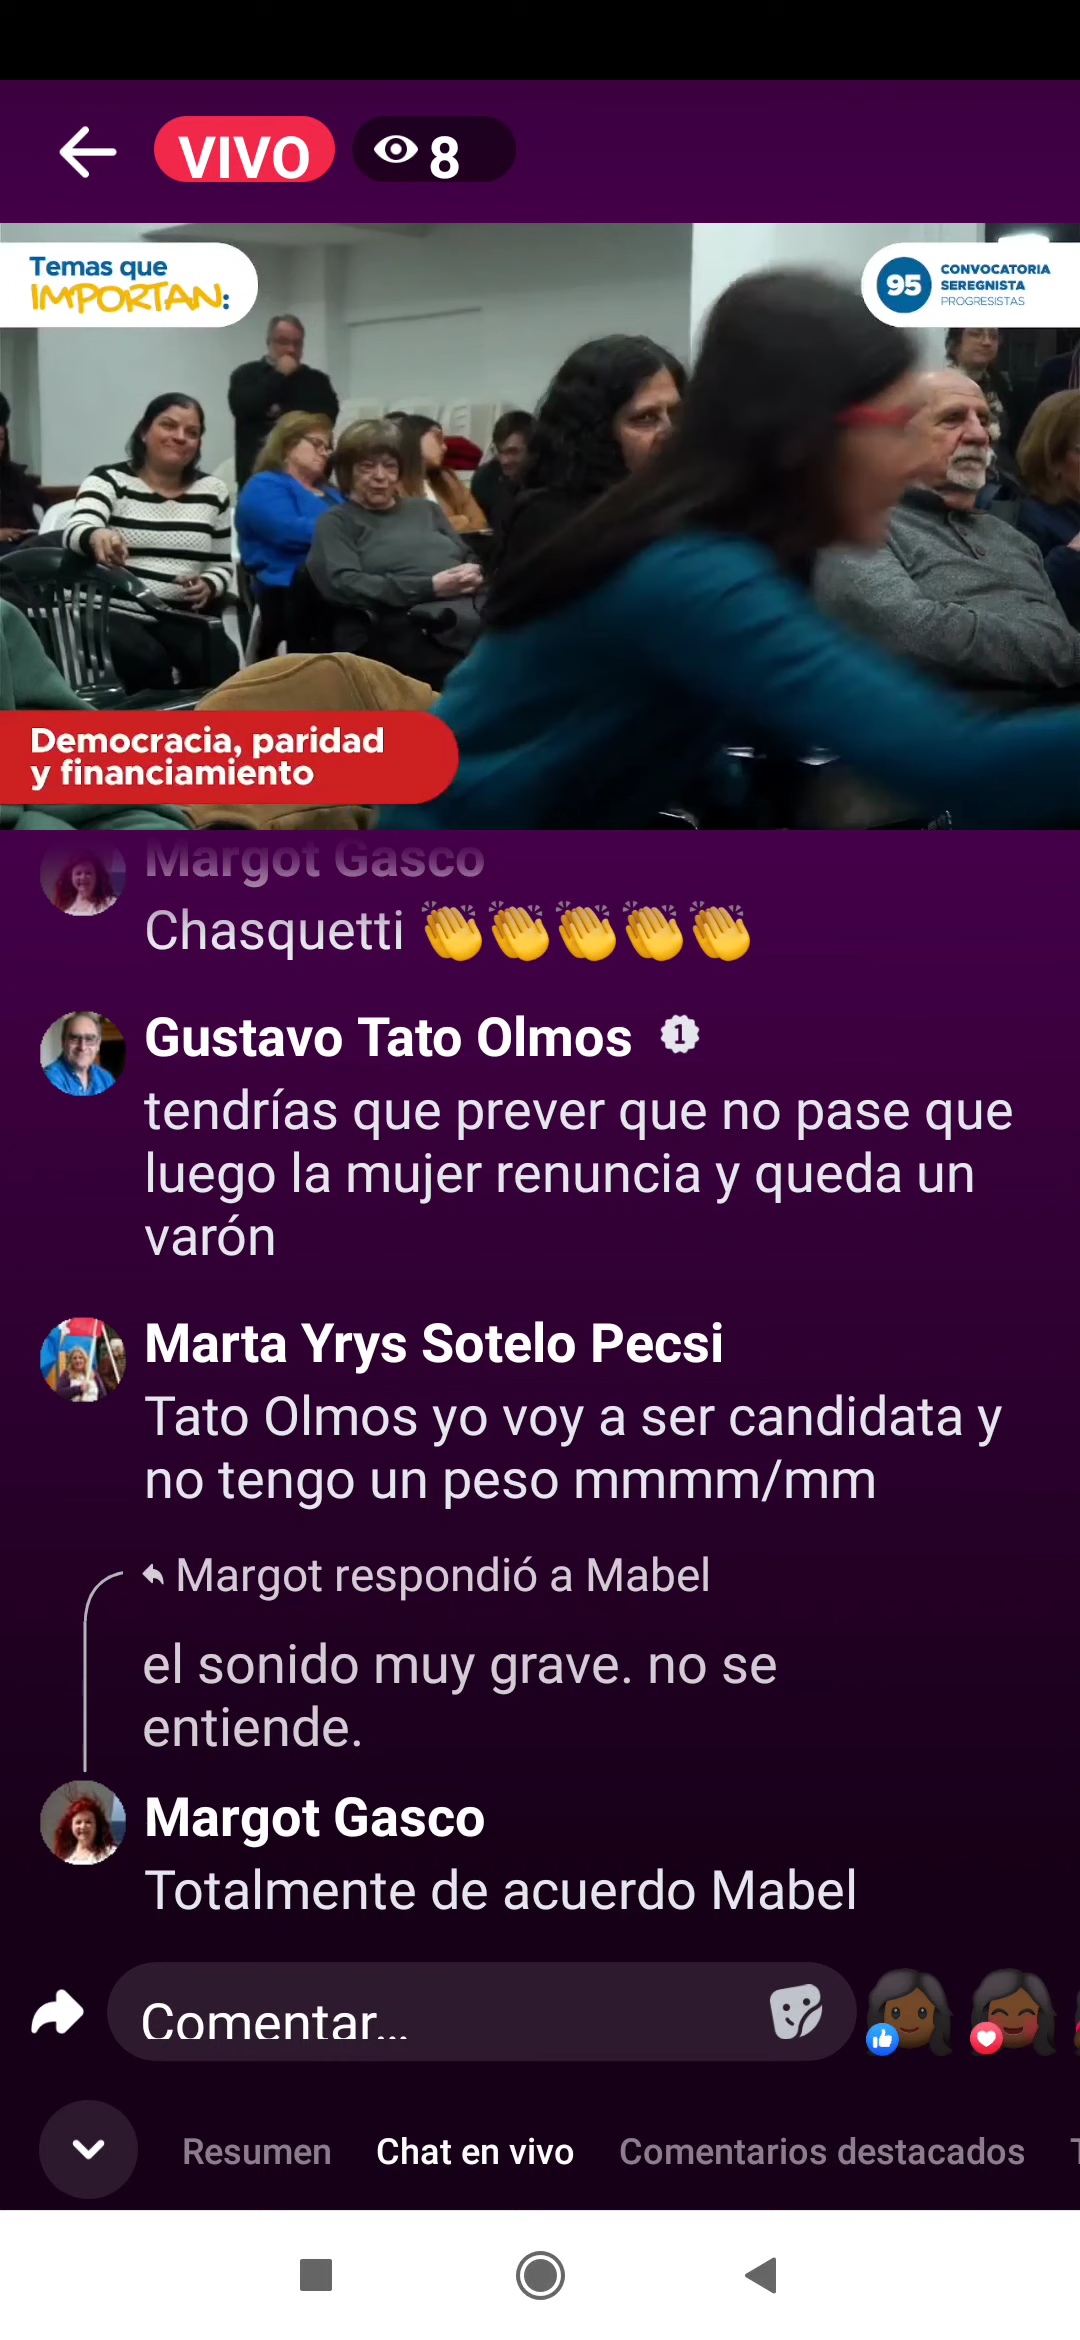 VIVO
8
Temas que
IMPORTAN:
95
CONVOCATORIA
SEREGNISTA
PROGRESISTAS
Democracia, paridad
y financiamiento
Margot Gasco
Chasquetti 👏👏👏👏👏
Gustavo Tato Olmos
1
tendrías que prever que no pase que
luego la mujer renuncia y queda un
varón
Marta Yrys Sotelo Pecsi
Tato Olmos yo voy a ser candidata y
no tengo un peso mmmm/mm
Margot respondió a Mabel
el sonido muy grave. no se
entiende.
Margot Gasco
Totalmente de acuerdo Mabel
Comentar...
Resumen
Chat en vivo
Comentarios destacados